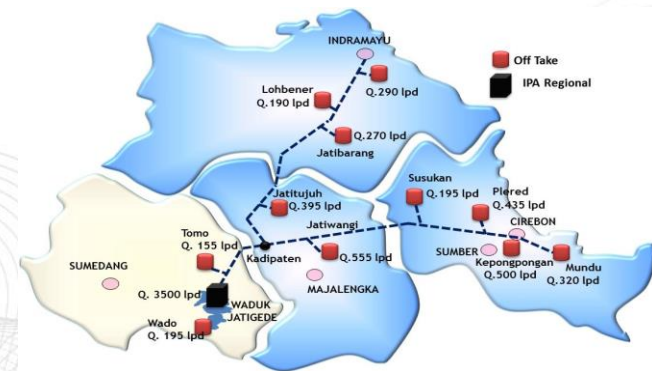 INDRAMAYU
Off Take
IPA Regional
Lohbener
Q.190 lpd
Q.290 lpd
Q.270 lpd
Jatibarang
Jatitujuh
Q.395 lpd
Susukan
Q.195 lpd
Plered
Q.435 lpd
CIREBON
Tomo
Q. 155 lpd
Jatiwangi
Kadipaten
Q.555 lpd
SUMBER
Kepongpongan
Q.500 lpd
Mundu
Q.320 lpd
SUMEDANG
MAJALENGKA
Q. 3500 lpd
WADUK
JATIGEDE
Wado
Q. 195 lpd